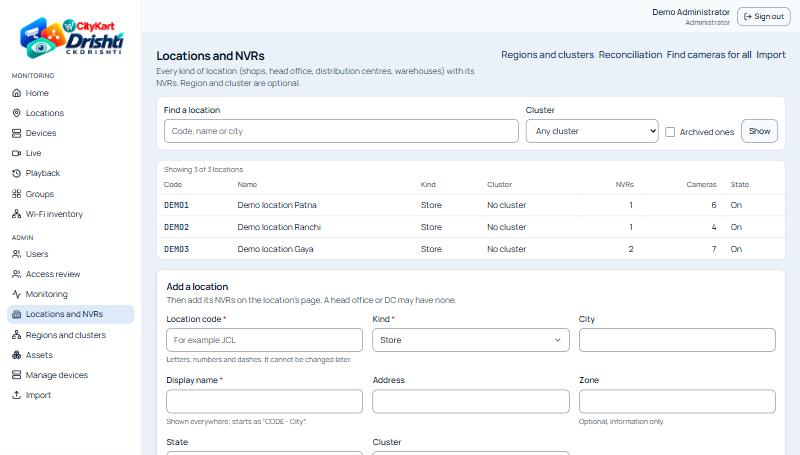 CityKart
Drishti
CKDRISHTI
MONITORING
Home
Locations
Devices
Live
Playback
Groups
Wi-Fi inventory
ADMIN
Users
Access review
Monitoring
Locations and NVRs
Regions and clusters
Assets
Manage devices
Import
Demo Administrator
Administrator
Sign out
Locations and NVRs
Regions and clusters Reconciliation Find cameras for all Import
Every kind of location (shops, head office, distribution centres, warehouses) with its
NVRs. Region and cluster are optional.
Find a location Cluster
Code, name or city Any cluster Archived ones Show
Showing 3 of 3 locations
Code Name Kind Cluster NVRs Cameras State
DEMO1 Demo location Patna Store No cluster 1 6 On
DEMO2 Demo location Ranchi Store No cluster 1 4 On
DEMO3 Demo location Gaya Store No cluster 2 7 On
Add a location
Then add its NVRs on the location's page. A head office or DC may have none.
Location code * Kind * City
For example JCL Store
Letters, numbers and dashes. It cannot be changed later.
Display name * Address Zone
Shown everywhere, starts as "CODE - City". Optional, information only.
State Cluster